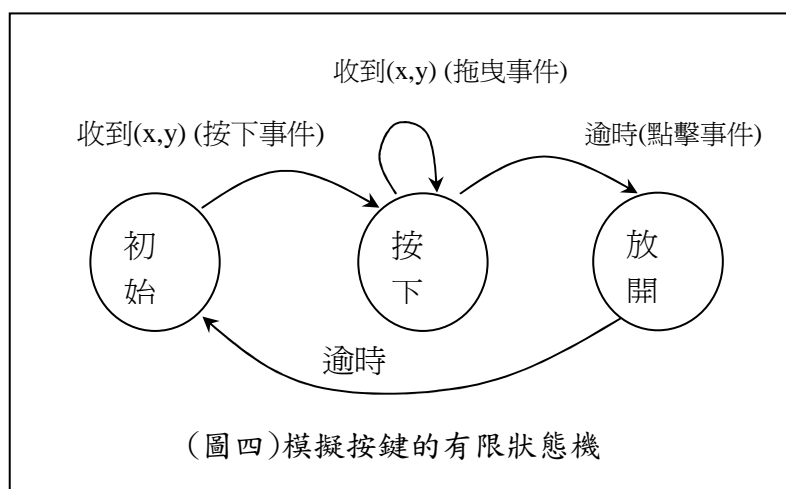 收到(x,y) (拖曳事件)
收到(x,y) (按下事件)
逾時(點擊事件)
初
始
按
下
放
開
逾時
(圖四)模擬按鍵的有限狀態機